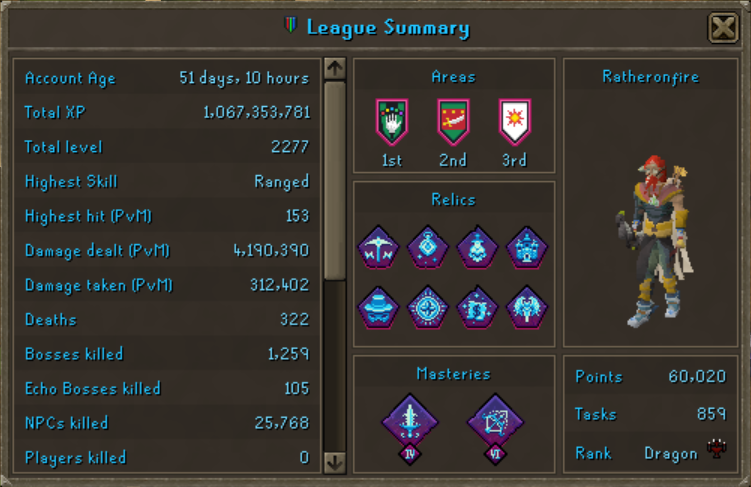 League Summary
Account Age 51 days, 10 hours
Total XP 1,067,353,781
Total level 2277
Highest Skill Ranged
Highest hit (PvM) 153
Damage dealt (PvM) 4,190,390
Damage taken (PvM) 312,402
Deaths 322
Bosses killed 1,259
Echo Bosses killed 105
NPCs killed 25,768
Players killed 0
Areas
1st 2nd 3rd
Relics
Masteries
IV VI
Ratheronfire
Points 60,020
Tasks 859
Rank Dragon